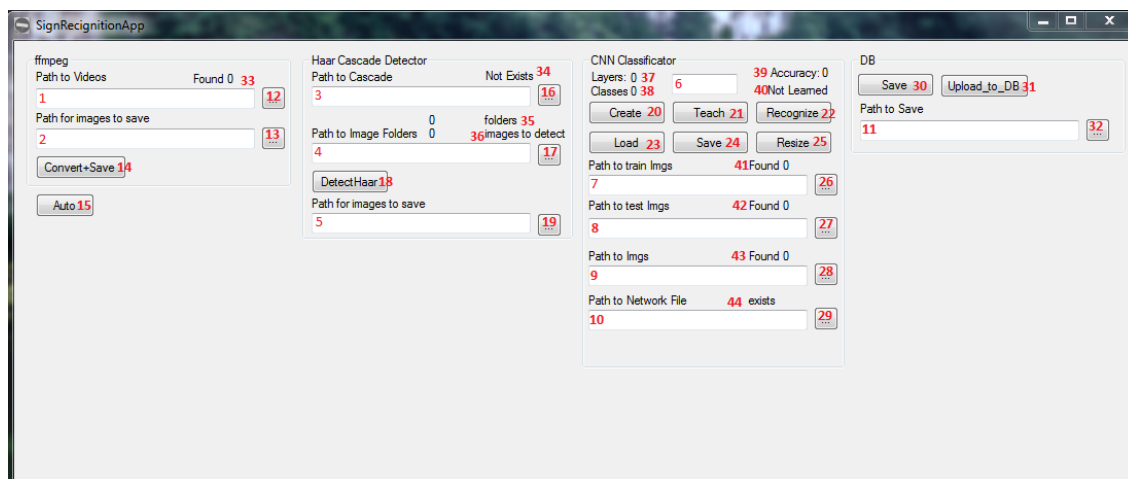 SignRecignitionApp
ffmpeg
Path to Videos Found 0 33
1 12 ...
Path for images to save
2 13 ...
Convert+Save 14
Auto 15
Haar Cascade Detector
Path to Cascade Not Exists 34
3 16 ...
0 folders 35
Path to Image Folders 0 36 images to detect
4 17 ...
DetectHaar 18
Path for images to save
5 19 ...
CNN Classificator
Layers: 0 37 6 39 Accuracy: 0
Classes 0 38 40 Not Learned
Create 20 Teach 21 Recognize 22
Load 23 Save 24 Resize 25
Path to train Imgs 41 Found 0
7 26 ...
Path to test Imgs 42 Found 0
8 27 ...
Path to Imgs 43 Found 0
9 28 ...
Path to Network File 44 exists
10 29 ...
DB
Save 30 Upload_to_DB 31
Path to Save
11 32 ...